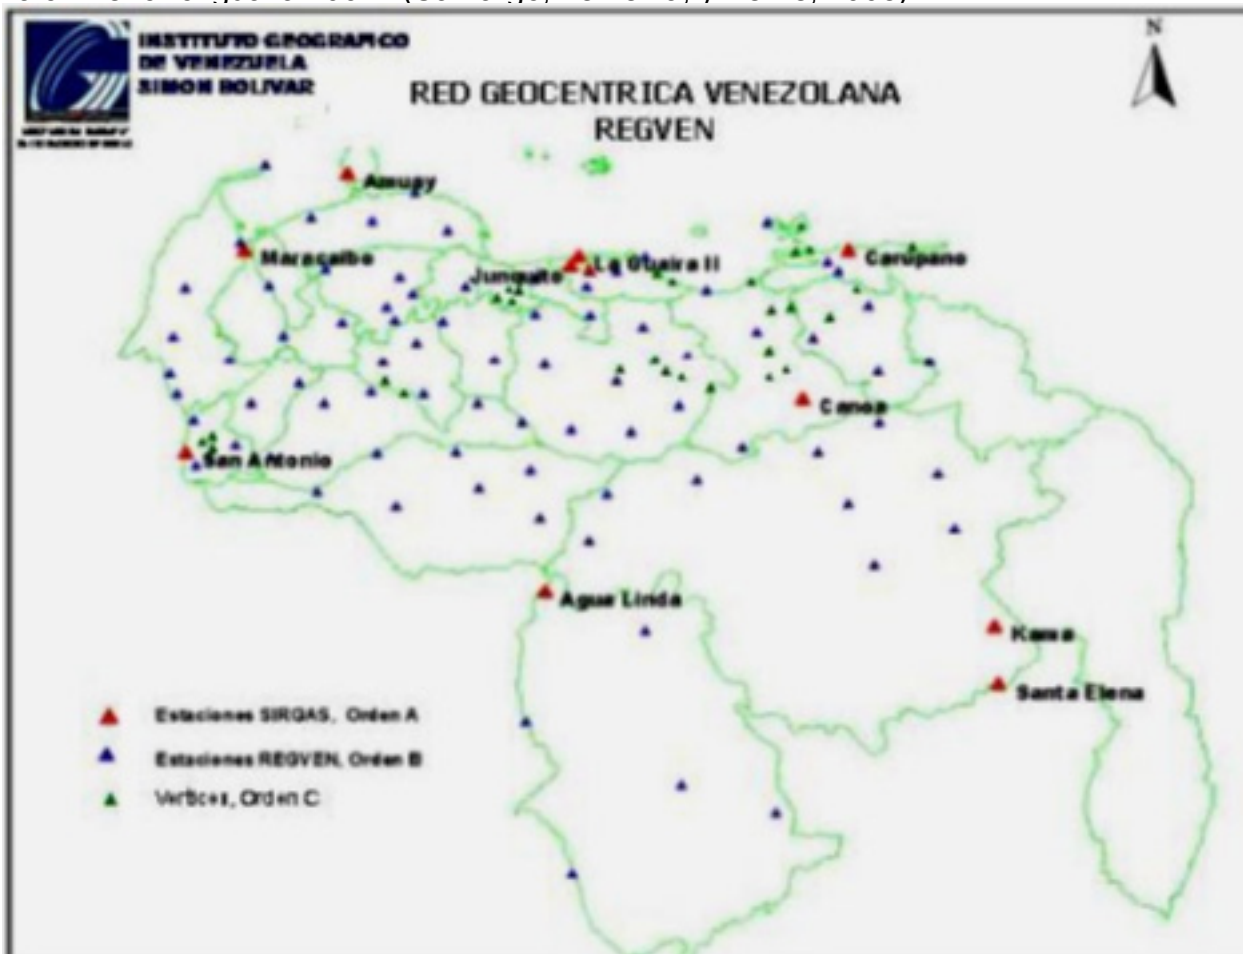 INSTITUTO GEOGRAFICO
DE VENEZUELA
SIMON BOLIVAR
RED GEOCENTRICA VENEZOLANA
REGVEN
N
Amuay
Maracaibo
Junquito
La Guaira II
Carupano
Canoa
San Antonio
Agua Linda
Kama
Santa Elena
Estaciones SIRGAS, Orden A
Estaciones REGVEN, Orden B
Vertices, Orden C